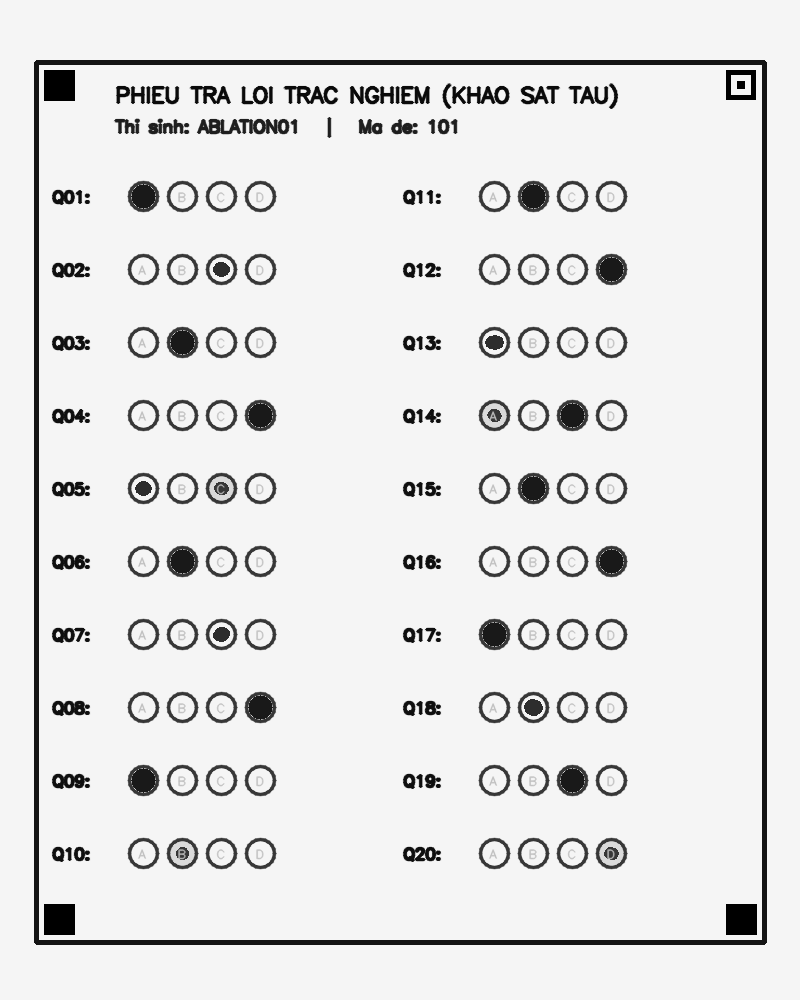 PHIEU TRA LOI TRAC NGHIEM (KHAO SAT TAU)
Thi sinh: ABLATION01 | Ma de: 101
Q01: B C D
Q02: A B D
Q03: A C D
Q04: A B C
Q05: B C D
Q06: A C D
Q07: A B D
Q08: A B C
Q09: B C D
Q10: A B C D
Q11: A C D
Q12: A B C
Q13: B C D
Q14: A B D
Q15: A C D
Q16: A B C
Q17: B C D
Q18: A C D
Q19: A B D
Q20: A B C D